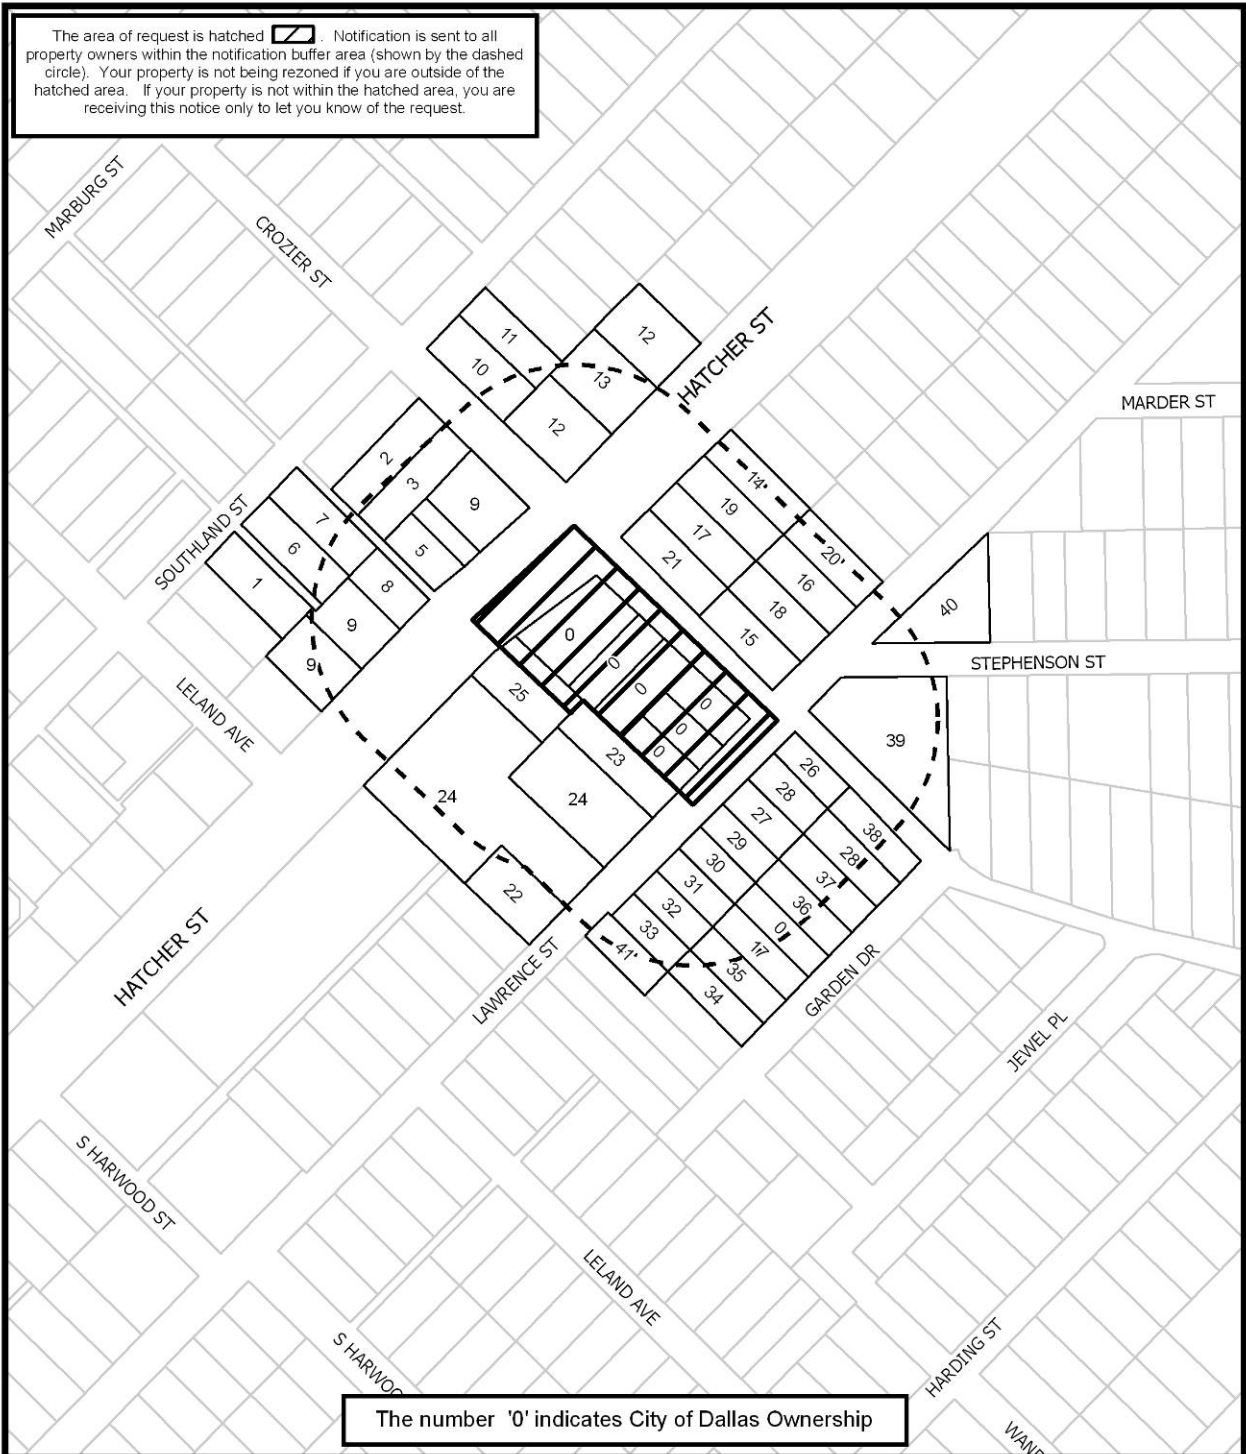 The area of request is hatched . Notification is sent to all
property owners within the notification buffer area (shown by the dashed
circle). Your property is not being rezoned if you are outside of the
hatched area. If your property is not within the hatched area, you are
receiving this notice only to let you know of the request.
MARBURG ST
CROZIER ST
11
12
10
13
12
HATCHER ST
MARDER ST
2
3
9
5
SOUTHLAND ST
7
6
1
8
9
9
14
19
17
21
20
16
18
15
40
STEPHENSON ST
0
0
0
0
0
0
25
23
24
24
22
LELAND AVE
39
26
28
27
29
30
31
32
33
41
38
28
37
36
0
17
35
34
HATCHER ST
LAWRENCE ST
GARDEN DR
JEWEL PL
S HARWOOD ST
LELAND AVE
S HARWOO
HARDING ST
WAN
The number '0' indicates City of Dallas Ownership